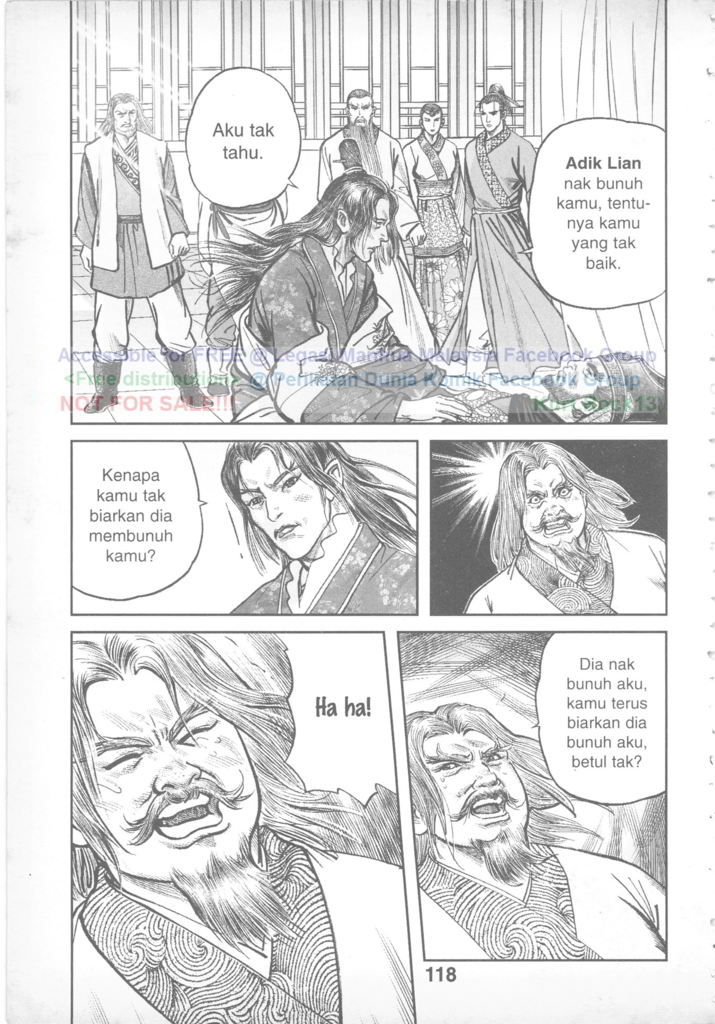 Adik Lian
nak bunuh
kamu, tentu-
nya kamu
yang tak
baik.
Aku tak
tahu.
Accessible for FREE @ Legasi Manhua Malaysia Facebook Group
<Free distribution> @ Penilaian Dunia Komik Facebook Group
NOT FOR SALE!!!
Kenapa
kamu tak
biarkan dia
membunuh
kamu?
Dia nak
bunuh aku,
kamu terus
biarkan dia
bunuh aku,
betul tak?
Ha ha!
118